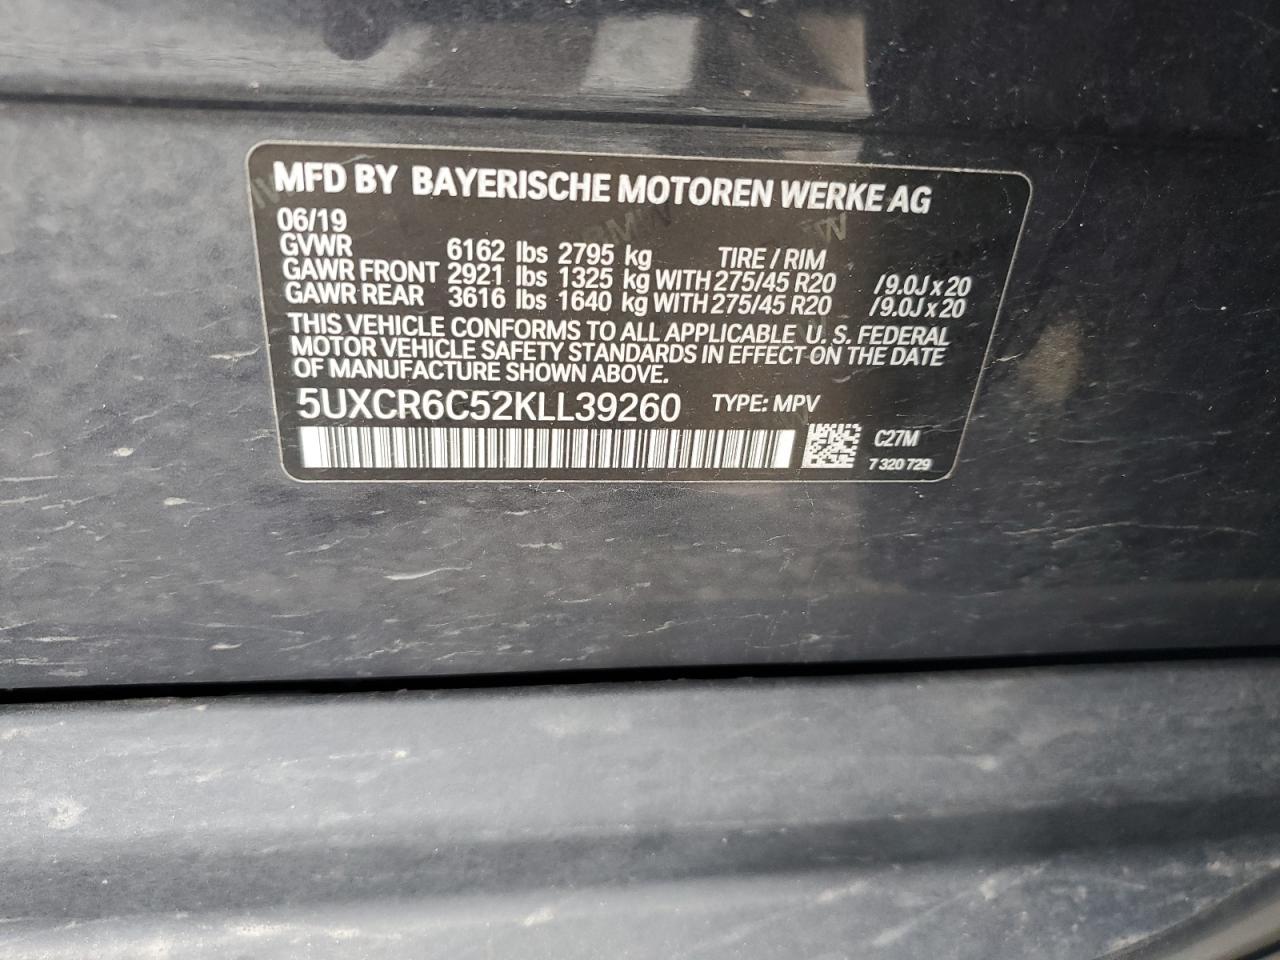 MFD BY BAYERISCHE MOTOREN WERKE AG
06/19
GVWR 6162 lbs 2795 kg TIRE / RIM
GAWR FRONT 2921 lbs 1325 kg WITH 275/45 R20 /9.0J x 20
GAWR REAR 3616 lbs 1640 kg WITH 275/45 R20 /9.0J x 20
THIS VEHICLE CONFORMS TO ALL APPLICABLE U. S. FEDERAL
MOTOR VEHICLE SAFETY STANDARDS IN EFFECT ON THE DATE
OF MANUFACTURE SHOWN ABOVE.
5UXCR6C52KLL39260 TYPE: MPV
C27M
7 320 729